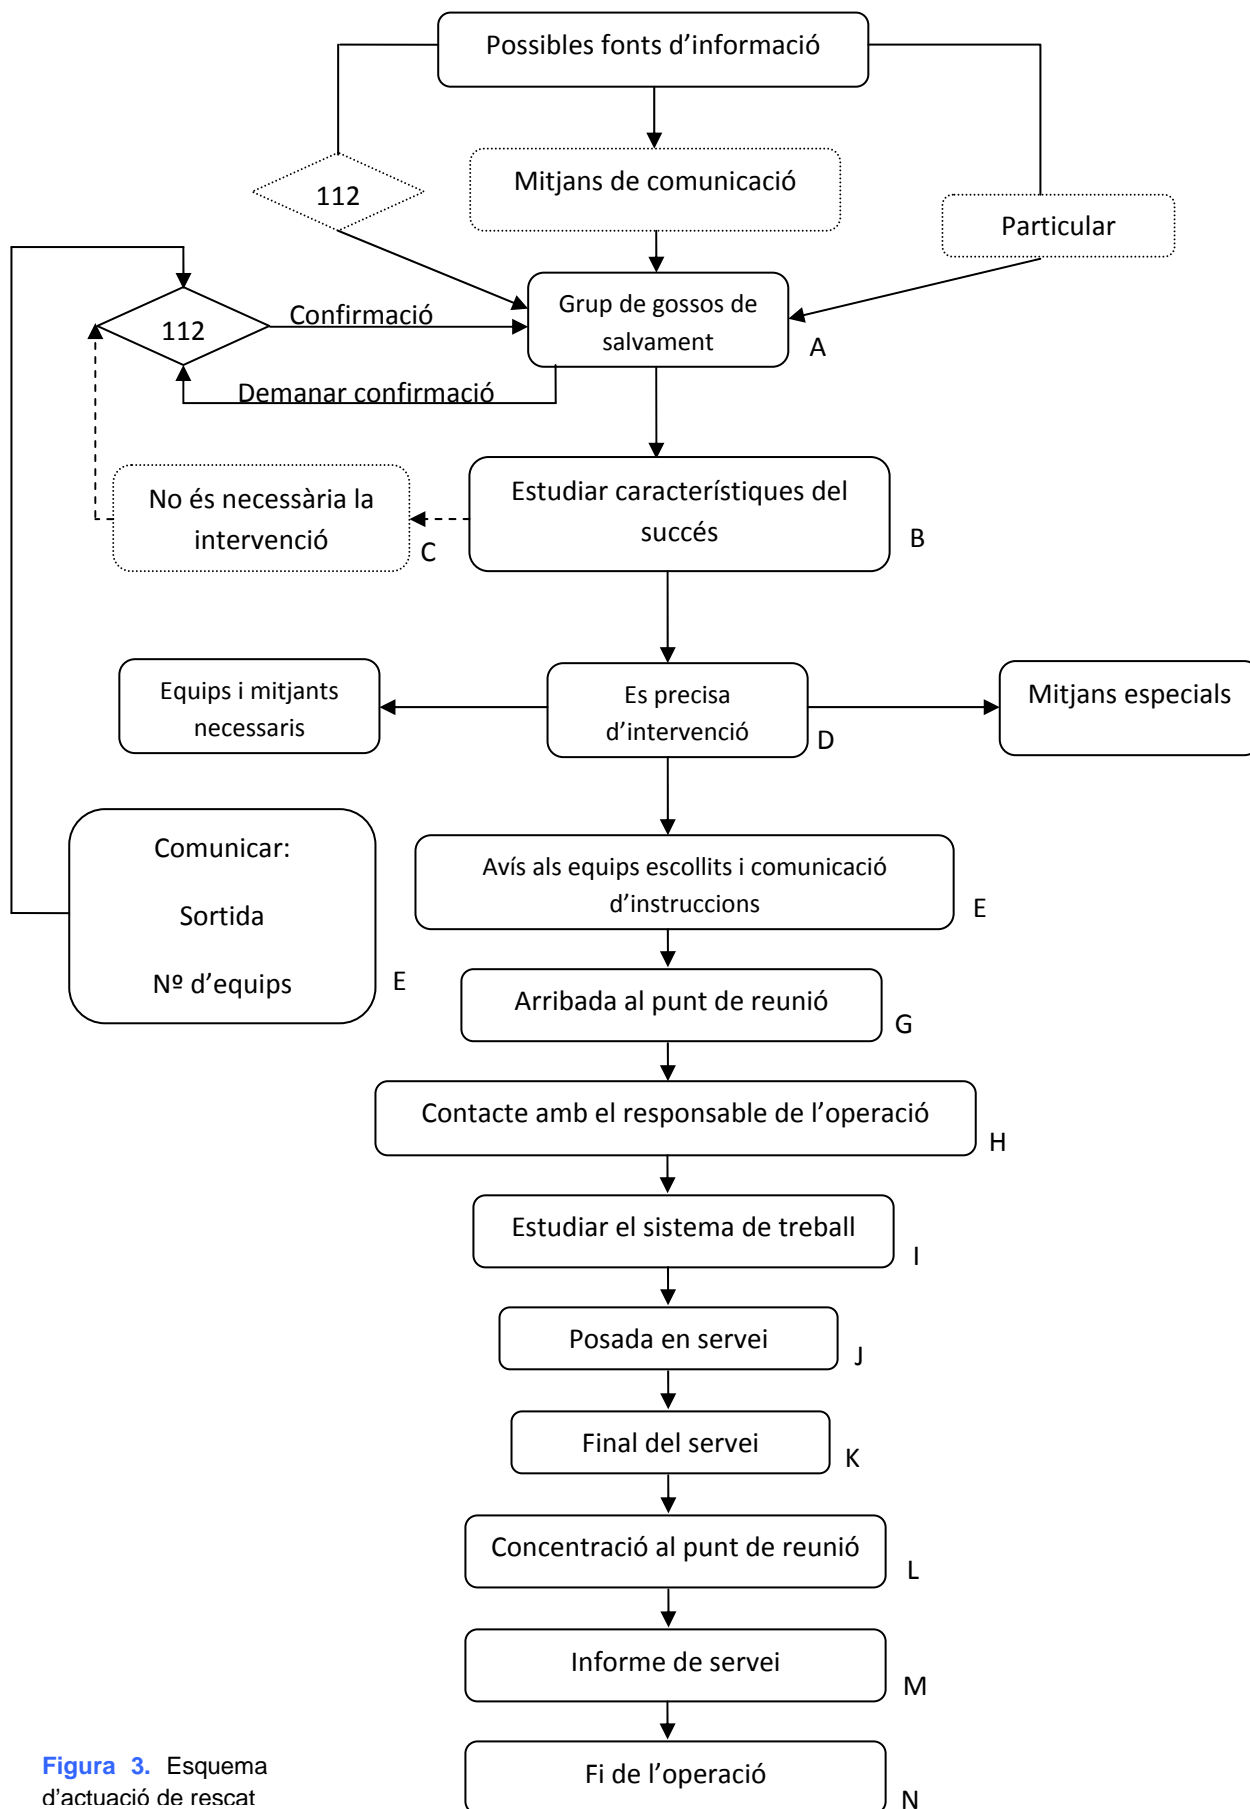 Possibles fonts d’informació
112
Mitjans de comunicació
Particular
Grup de gossos de
salvament
A
112
Confirmació
Demanar confirmació
No és necessària la
intervenció
C
Estudiar característiques del
succés
B
Equips i mitjants
necessaris
Es precisa
d’intervenció
D
Mitjans especials
Comunicar:
Sortida
Nº d’equips
E
Avís als equips escollits i comunicació
d’instruccions
E
Arribada al punt de reunió
G
Contacte amb el responsable de l’operació
H
Estudiar el sistema de treball
I
Posada en servei
J
Final del servei
K
Concentració al punt de reunió
L
Informe de servei
M
Fi de l’operació
N
Figura 3. Esquema
d’actuació de rescat